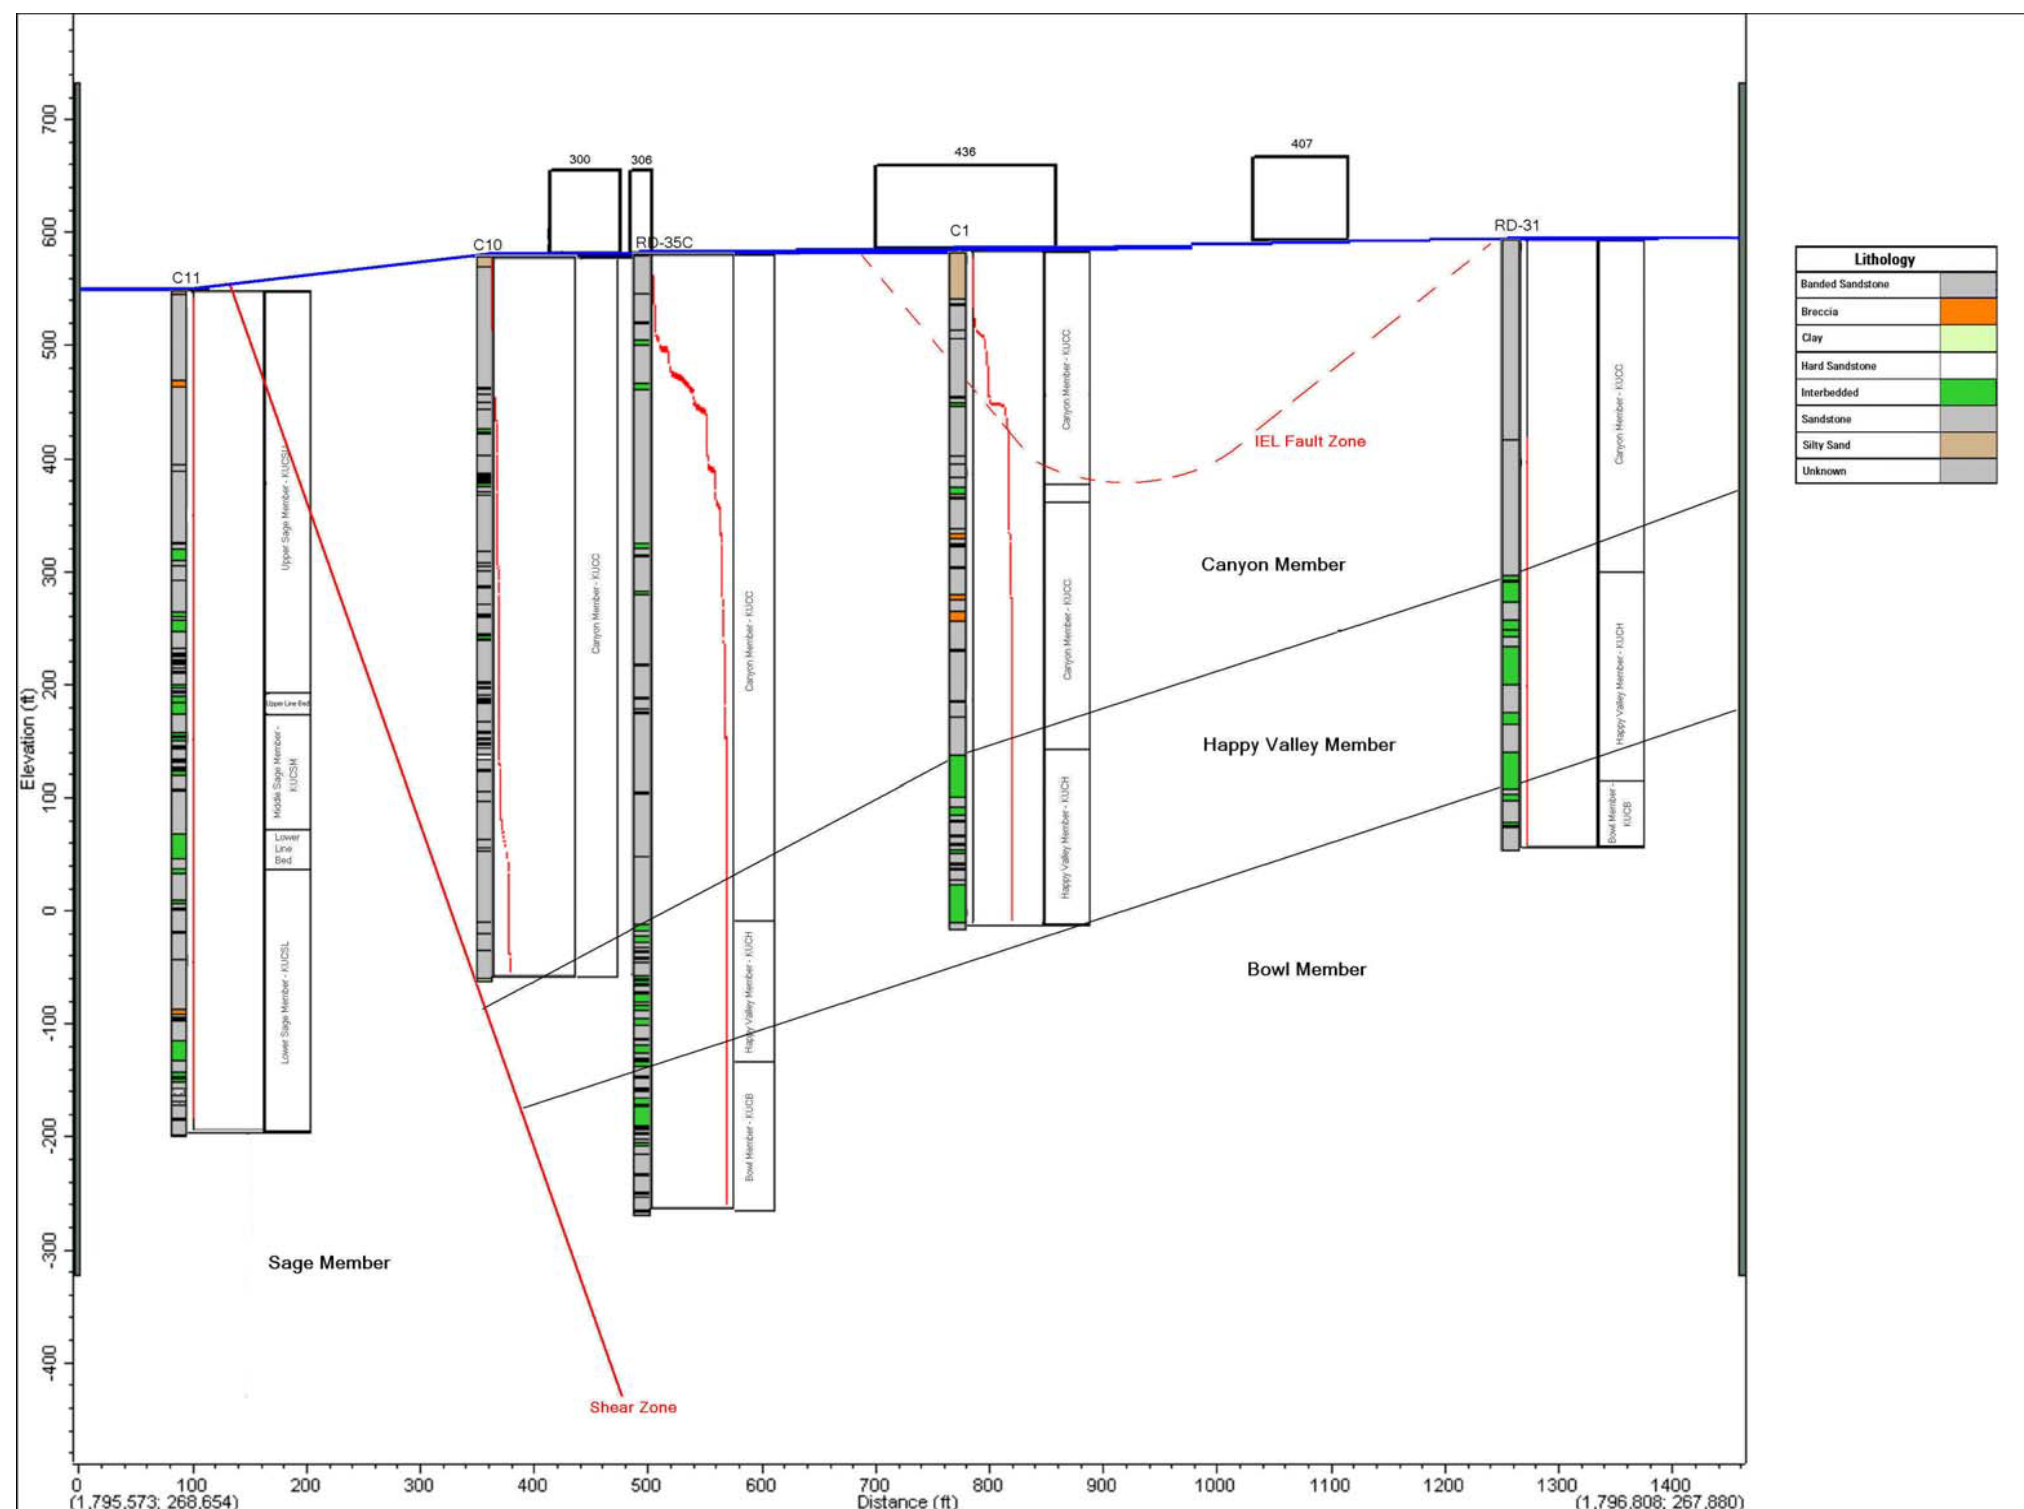 300
306
436
407
C11
C10
RD-35C
C1
RD-31
700
600
500
400
300
200
100
0
-100
-200
-300
-400
Elevation (ft)
Upper Sage Member - KUCSU
Upper Line Bed
Middle Sage Member -
KUCSM
Lower
Line
Bed
Lower Sage Member - KUCSL
Canyon Member - KUCC
Canyon Member - KUCC
Happy Valley Member - KUCH
Bowl Member - KUCB
Canyon Member - KUCC
Canyon Member - KUCC
Happy Valley Member - KUCH
Canyon Member - KUCC
Happy Valley Member - KUCH
Bowl Member -
KUCB
IEL Fault Zone
Canyon Member
Happy Valley Member
Bowl Member
Sage Member
Shear Zone
Lithology
Banded Sandstone
Breccia
Clay
Hard Sandstone
Interbedded
Sandstone
Silty Sand
Unknown
0 100 200 300 400 500 600 700 800 900 1000 1100 1200 1300 1400
(1,795,573; 268,654)
Distance (ft)
(1,796,808; 267,880)